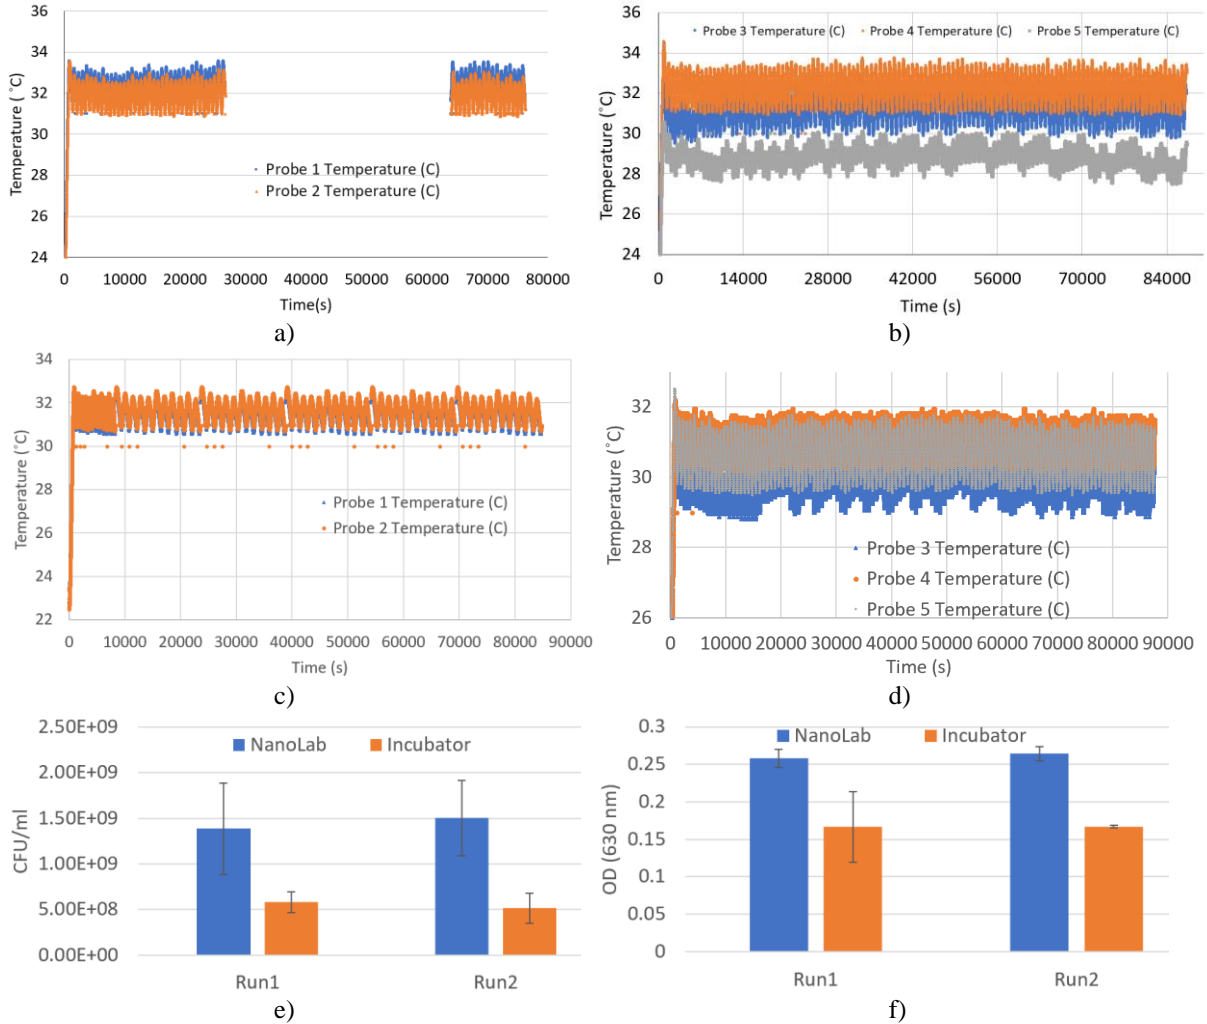 36
34
32
30
28
26
24
Temperature (˚C)
Probe 1 Temperature (C)
Probe 2 Temperature (C)
0 10000 20000 30000 40000 50000 60000 70000 80000
Time(s)
a)
36
34
32
30
28
26
24
Temperature (˚C)
Probe 3 Temperature (C) Probe 4 Temperature (C) Probe 5 Temperature (C)
0 14000 28000 42000 56000 70000 84000
Time (s)
b)
34
32
30
28
26
24
22
Temperature (˚C)
Probe 1 Temperature (C)
Probe 2 Temperature (C)
0 10000 20000 30000 40000 50000 60000 70000 80000 90000
Time (s)
c)
32
30
28
26
Temperature (˚C)
Probe 3 Temperature (C)
Probe 4 Temperature (C)
Probe 5 Temperature (C)
0 10000 20000 30000 40000 50000 60000 70000 80000 90000
Time (s)
d)
2.50E+09
2.00E+09
1.50E+09
1.00E+09
5.00E+08
0.00E+00
CFU/ml
NanoLab Incubator
Run1 Run2
e)
0.3
0.25
0.2
0.15
0.1
0.05
0
OD (630 nm)
NanoLab Incubator
Run1 Run2
f)